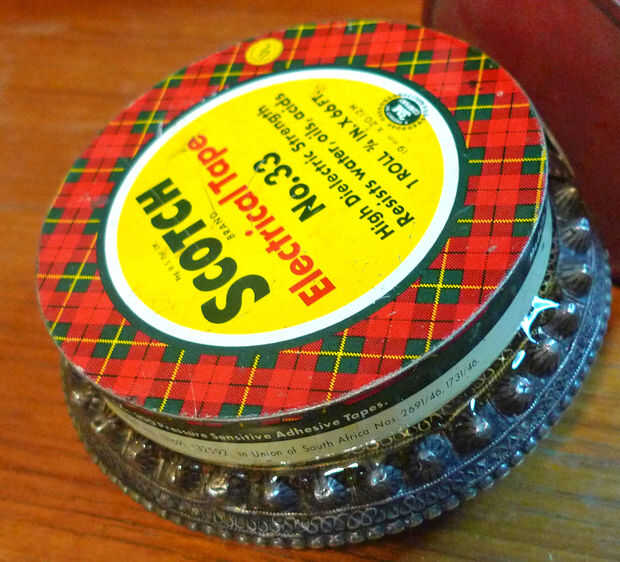 SCOTCH
BRAND
Electrical Tape
No.33
High Dielectric Strength
Resists water, oils, acids
1 ROLL ¾ IN X 66 FT.
Pressure Sensitive Adhesive Tapes.
32592 in Union of South Africa Nos. 2691/46, 1731/46.